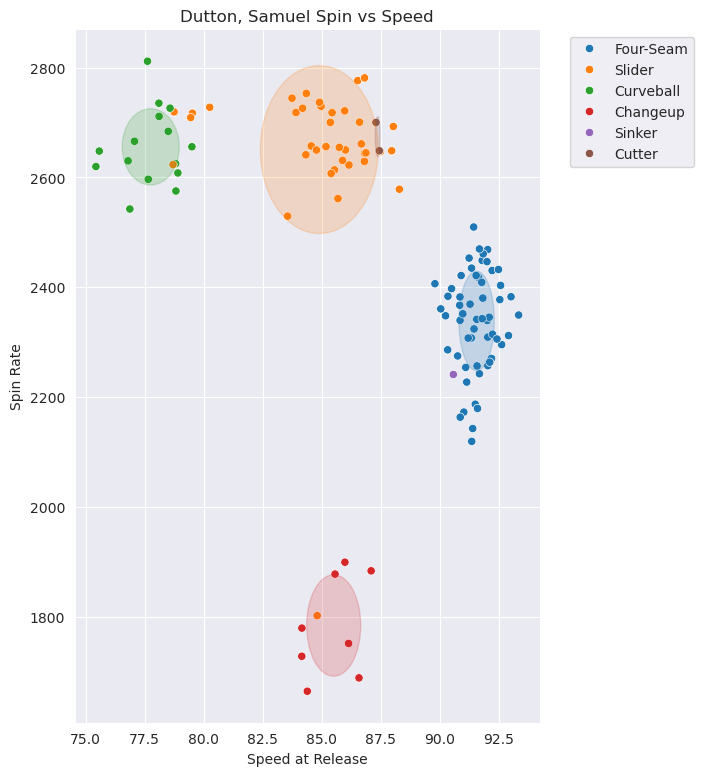 Dutton, Samuel Spin vs Speed
Four-Seam
Slider
Curveball
Changeup
Sinker
Cutter
Spin Rate
2800
2600
2400
2200
2000
1800
75.0 77.5 80.0 82.5 85.0 87.5 90.0 92.5
Speed at Release